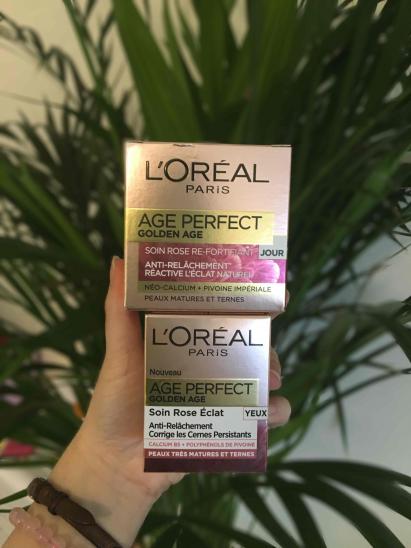 L'ORÉAL
PARIS
AGE PERFECT
GOLDEN AGE
SOIN ROSE RE-FORTIFIANT JOUR
ANTI-RELÂCHEMENT
RÉACTIVE L'ÉCLAT NATUREL
NÉO-CALCIUM + PIVOINE IMPÉRIALE
PEAUX MATURES ET TERNES
L'ORÉAL
PARIS
Nouveau
AGE PERFECT
GOLDEN AGE
Soin Rose Éclat YEUX
Anti-Relâchement
Corrige les Cernes Persistants
CALCIUM B5 + POLYPHÉNOLS DE PIVOINE
PEAUX TRÈS MATURES ET TERNES